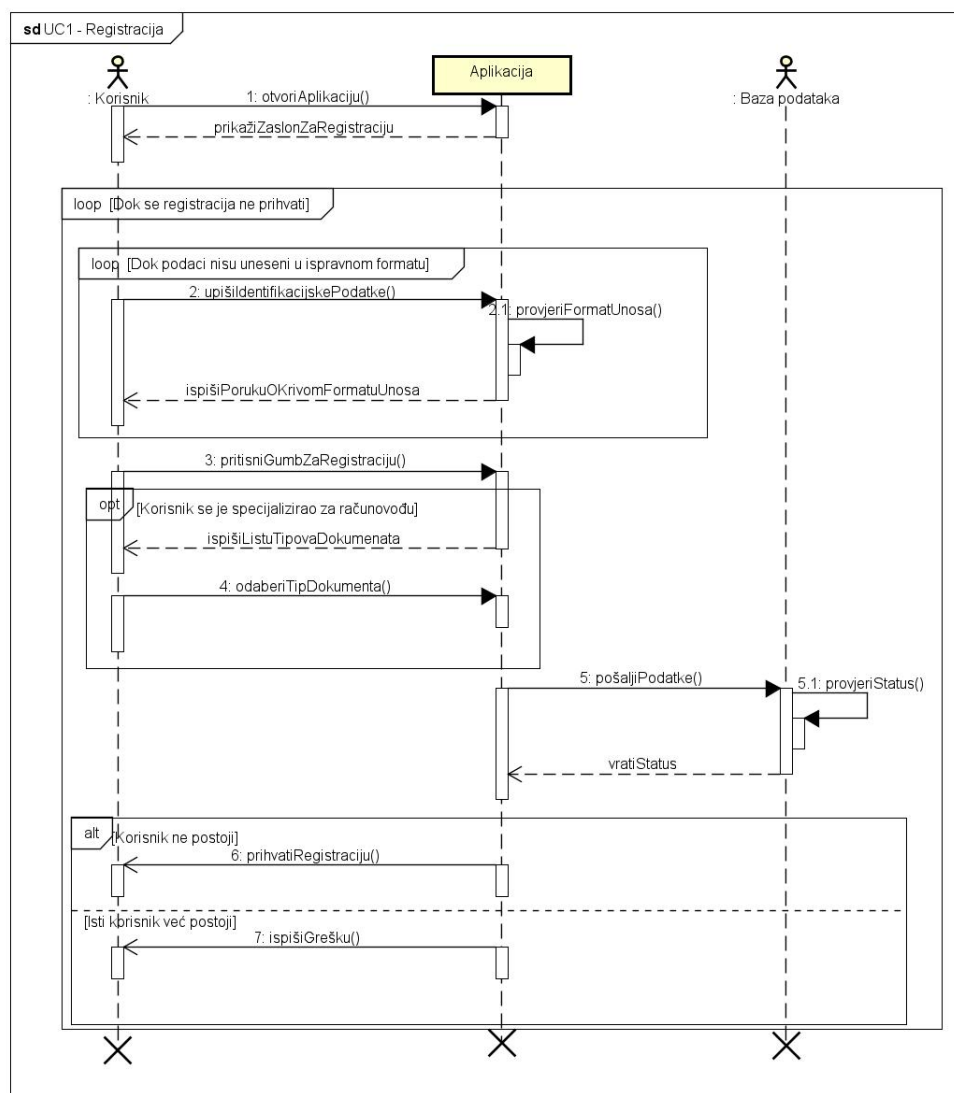 sd UC1 - Registracija
: Korisnik
Aplikacija
: Baza podataka
1: otvoriAplikaciju()
prikažiZaslonZaRegistraciju
loop [Dok se registracija ne prihvati]
loop [Dok podaci nisu uneseni u ispravnom formatu]
2: upišiIdentifikacijskePodatke()
2.1: provjeriFormatUnosa()
ispišiPorukuOKrivomFormatuUnosa
3: pritisniGumbZaRegistraciju()
opt [Korisnik se je specijalizirao za računovođu]
ispišiListuTipovaDokumenata
4: odaberiTipDokumenta()
5: pošaljiPodatke()
5.1: provjeriStatus()
vratiStatus
alt [Korisnik ne postoji]
6: prihvatiRegistraciju()
[Isti korisnik već postoji]
7: ispišiGrešku()